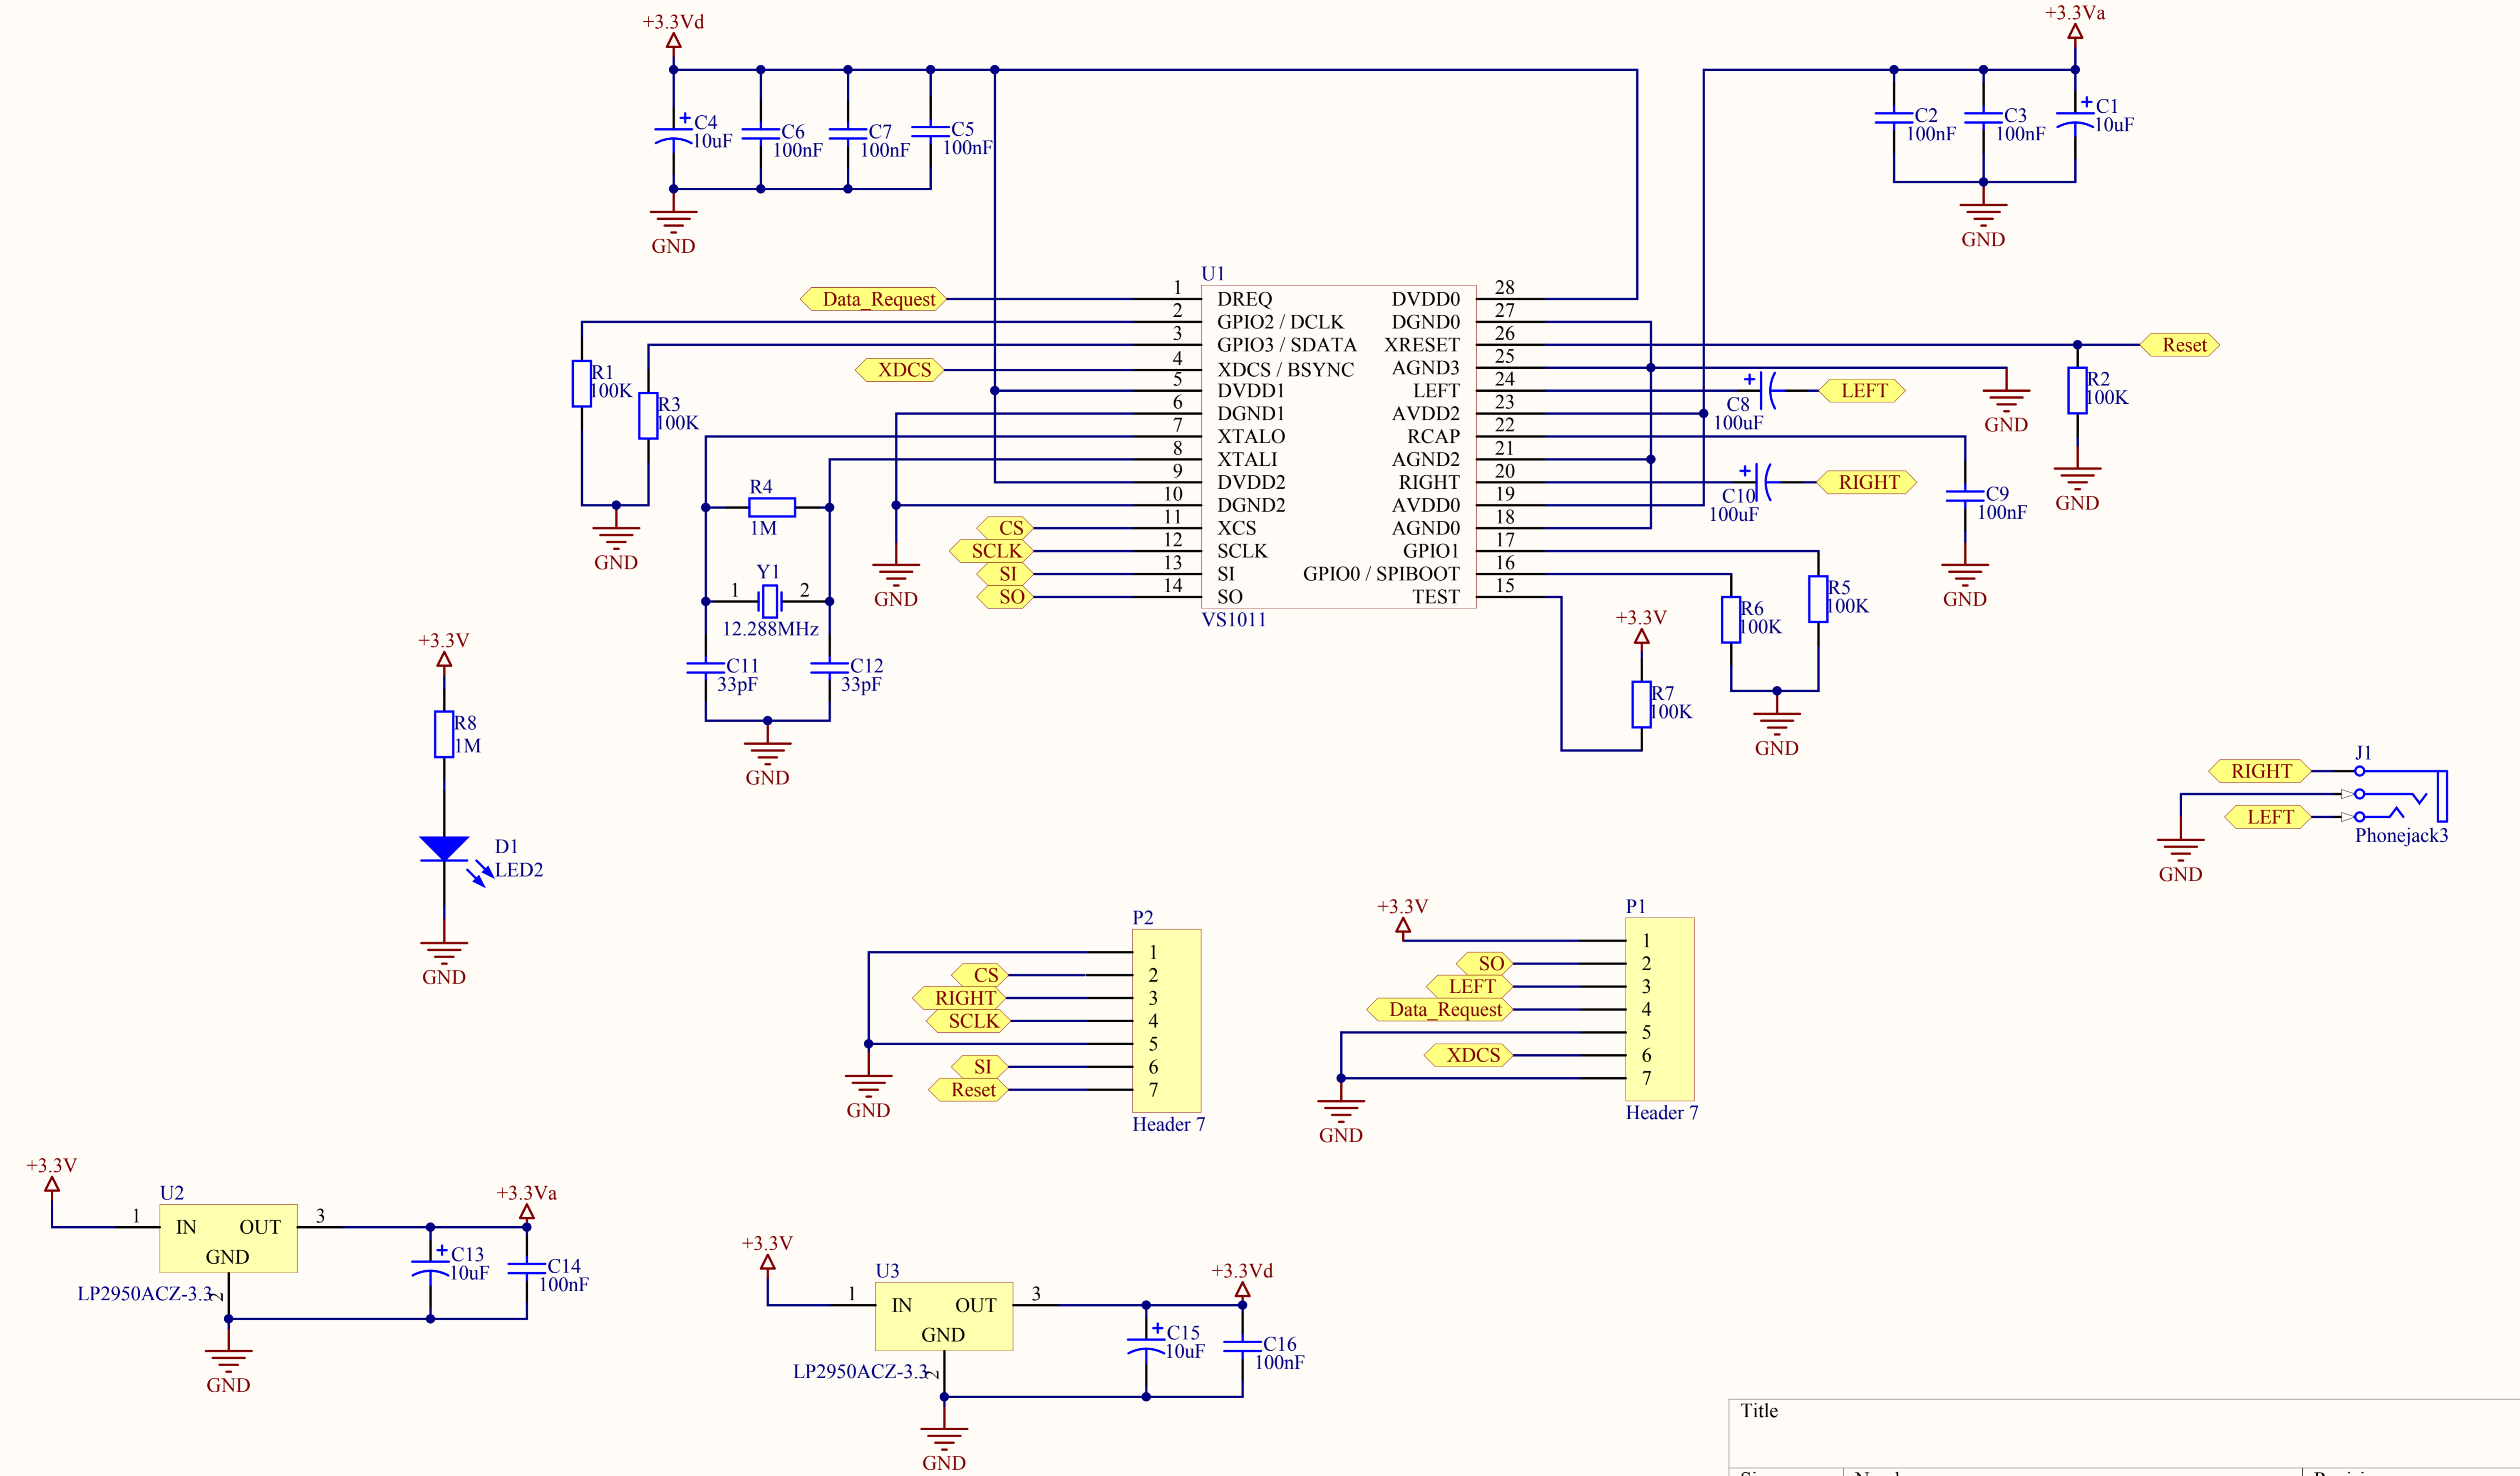 +3.3Vd
+3.3Va
C4
10uF
C6
100nF
C7
100nF
C5
100nF
C2
100nF
C3
100nF
C1
10uF
GND
GND
U1
Data_Request
1 DREQ
DVDD0 28
2 GPIO2 / DCLK
DGND0 27
3 GPIO3 / SDATA
XRESET 26
Reset
XDCS
4 XDCS / BSYNC
AGND3 25
5 DVDD1
LEFT 24
LEFT
6 DGND1
AVDD2 23
7 XTALO
RCAP 22
8 XTALI
AGND2 21
9 DVDD2
RIGHT 20
RIGHT
10 DGND2
AVDD0 19
CS
11 XCS
AGND0 18
SCLK
12 SCLK
GPIO1 17
SI
13 SI
GPIO0 / SPIBOOT 16
SO
14 SO
TEST 15
VS1011
R1
100K
R3
100K
GND
R4
1M
Y1
1 2
12.288MHz
C11
33pF
C12
33pF
GND
GND
C8
100uF
C10
100uF
GND
R2
100K
GND
C9
100nF
GND
R5
100K
R6
100K
GND
+3.3V
R7
100K
+3.3V
R8
1M
D1
LED2
GND
J1
RIGHT
LEFT
Phonejack3
GND
P2
1
CS 2
RIGHT 3
SCLK 4
5
SI 6
Reset 7
GND
Header 7
+3.3V
P1
1
SO 2
LEFT 3
Data_Request 4
5
XDCS 6
7
GND
Header 7
+3.3V
U2
+3.3Va
1 IN OUT 3
GND
LP2950ACZ-3.3
2
C13
10uF
C14
100nF
GND
+3.3V
U3
+3.3Vd
1 IN OUT 3
GND
LP2950ACZ-3.3
2
C15
10uF
C16
100nF
GND
Title